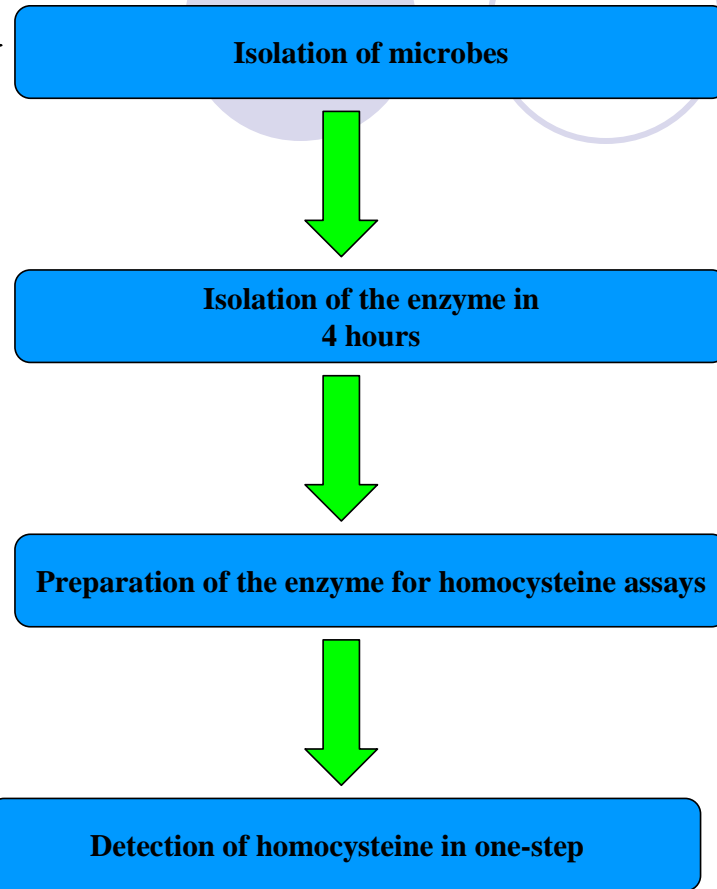 Isolation of microbes
Isolation of the enzyme in
4 hours
Preparation of the enzyme for homocysteine assays
Detection of homocysteine in one-step